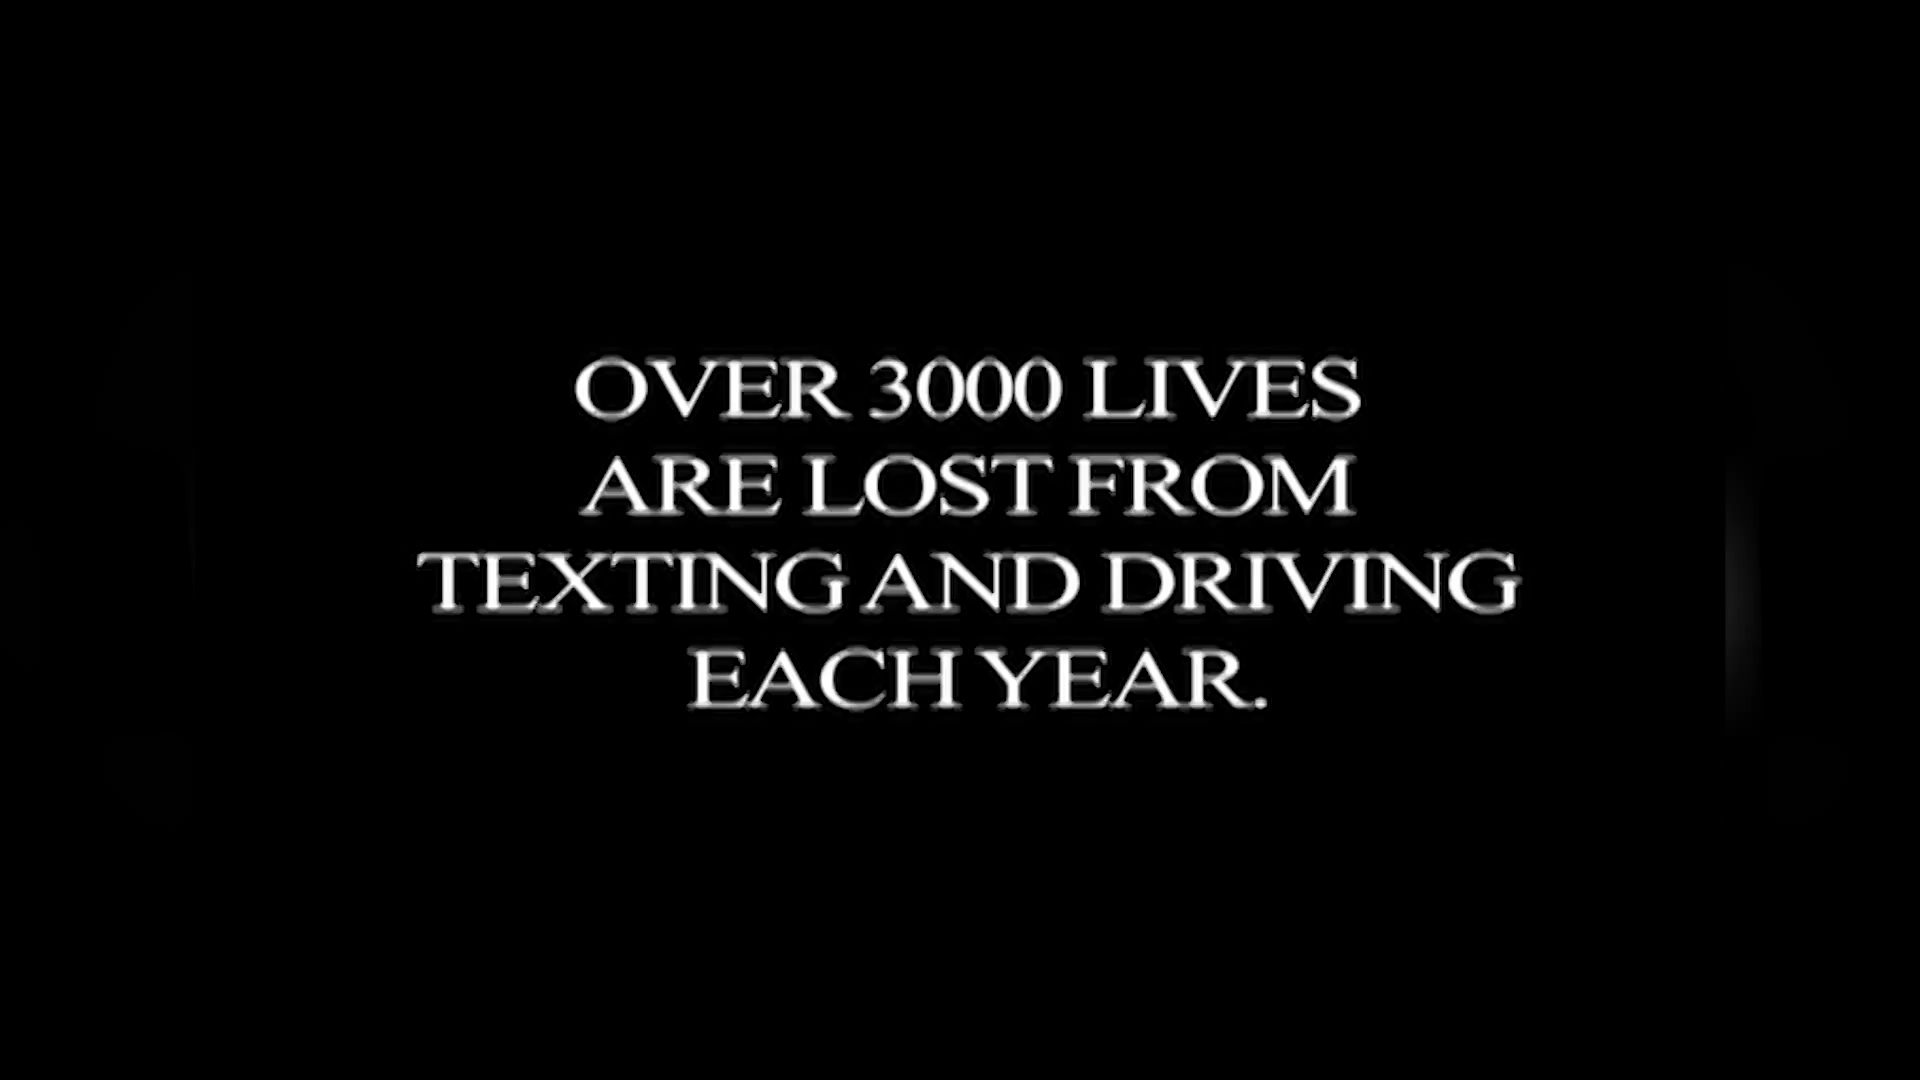 OVER 3000 LIVES
ARE LOST FROM
TEXTING AND DRIVING
EACH YEAR.